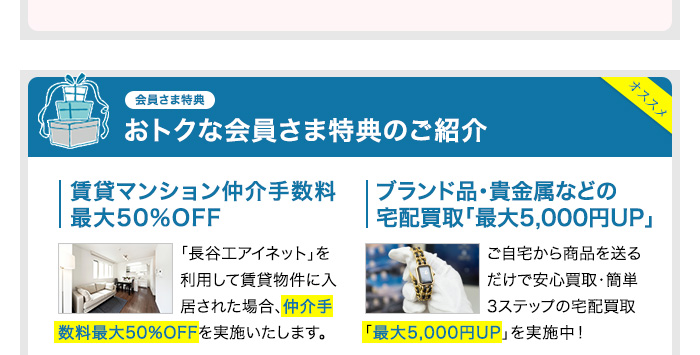 オススメ
会員さま特典
おトクな会員さま特典のご紹介
賃貸マンション仲介手数料
最大50%OFF
「長谷工アイネット」を
利用して賃貸物件に入
居された場合、仲介手
数料最大50%OFFを実施いたします。
ブランド品・貴金属などの
宅配買取「最大5,000円UP」
ご自宅から商品を送る
だけで安心買取・簡単
3ステップの宅配買取
「最大5,000円UP」を実施中！